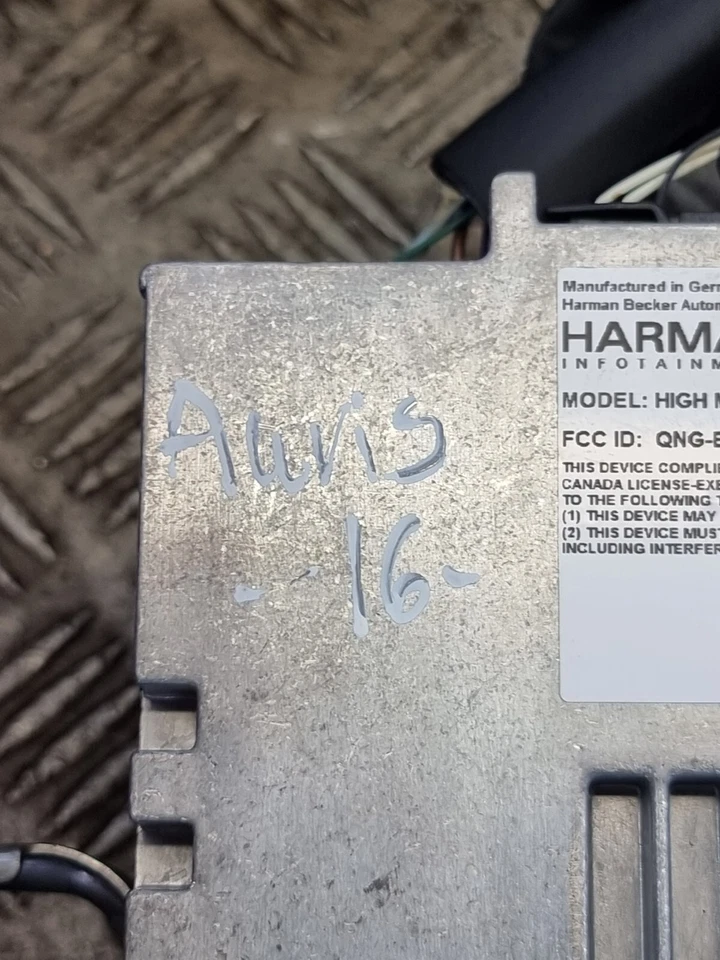 Auris
- - 16 -
Manufactured in Ger
Harman Becker Auto
HARMA
INFOTAINM
MODEL: HIGH
FCC ID: QNG-
THIS DEVICE COMPLIE
CANADA LICENSE-EXE
TO THE FOLLOWING
(1) THIS DEVICE MAY
(2) THIS DEVICE MUST
INCLUDING INTERFER